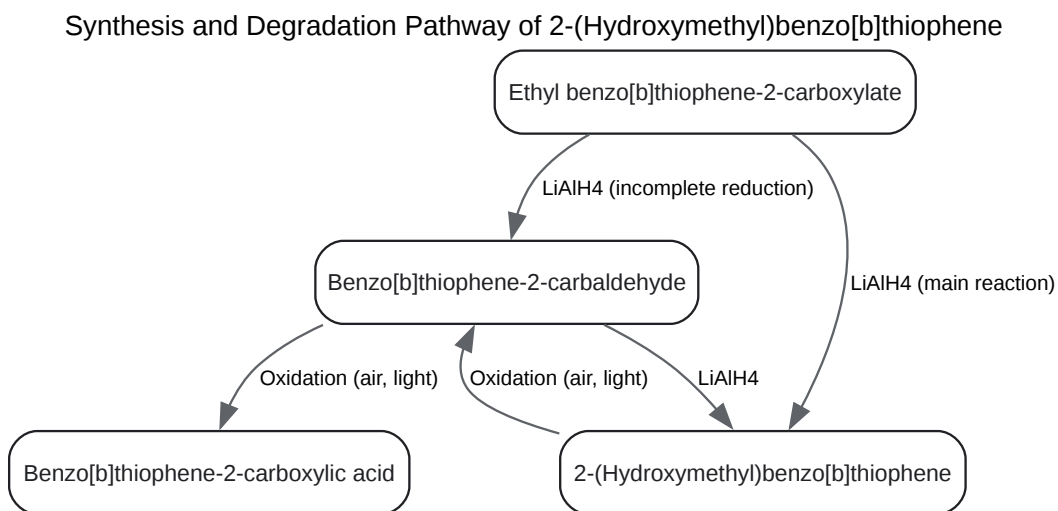 Synthesis and Degradation Pathway of 2-(Hydroxymethyl)benzo[b]thiophene
Ethyl benzo[b]thiophene-2-carboxylate
LiAlH4 (incomplete reduction)
Benzo[b]thiophene-2-carbaldehyde
LiAlH4 (main reaction)
Oxidation (air, light)
Oxidation (air, light)
LiAlH4
Benzo[b]thiophene-2-carboxylic acid
2-(Hydroxymethyl)benzo[b]thiophene